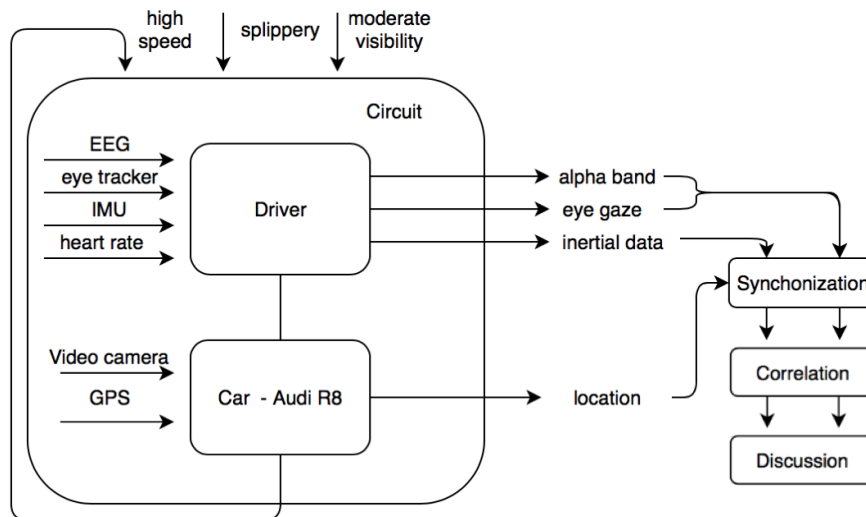 high
speed
splippery
moderate
visibility
Circuit
EEG
eye tracker
IMU
heart rate
Driver
alpha band
eye gaze
inertial data
Synchonization
Video camera
GPS
Car - Audi R8
location
Correlation
Discussion